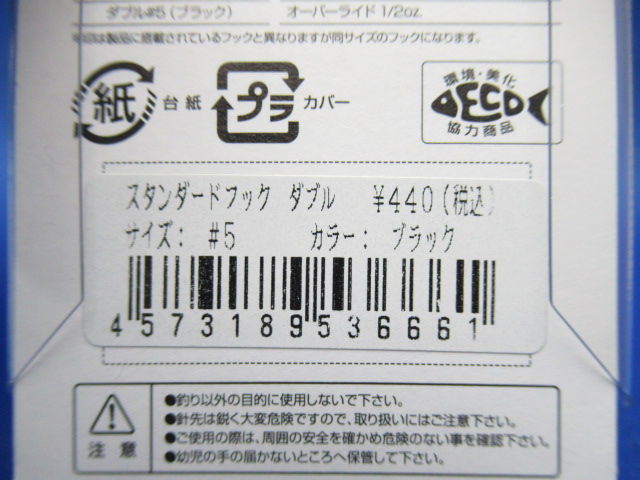 ダブル#5(ブラック) オーバーライド 1/2oz.
※は製品に搭載されているフックと異なりますが同サイズのフックになります。
紙 台紙 プラ カバー
環境・美化
DECO
協力商品
スタンダードフック ダブル ¥440(税込)
サイズ: #5 カラー: ブラック
4573189536661
●釣り以外の目的に使用しないで下さい。
●針先は鋭く大変危険ですので、取り扱いにはご注意下さい。
●ご使用の際は、周囲の安全を確かめ危険のない事を確認下さい。
●幼児の手の届かないところへ保管して下さい。
注意